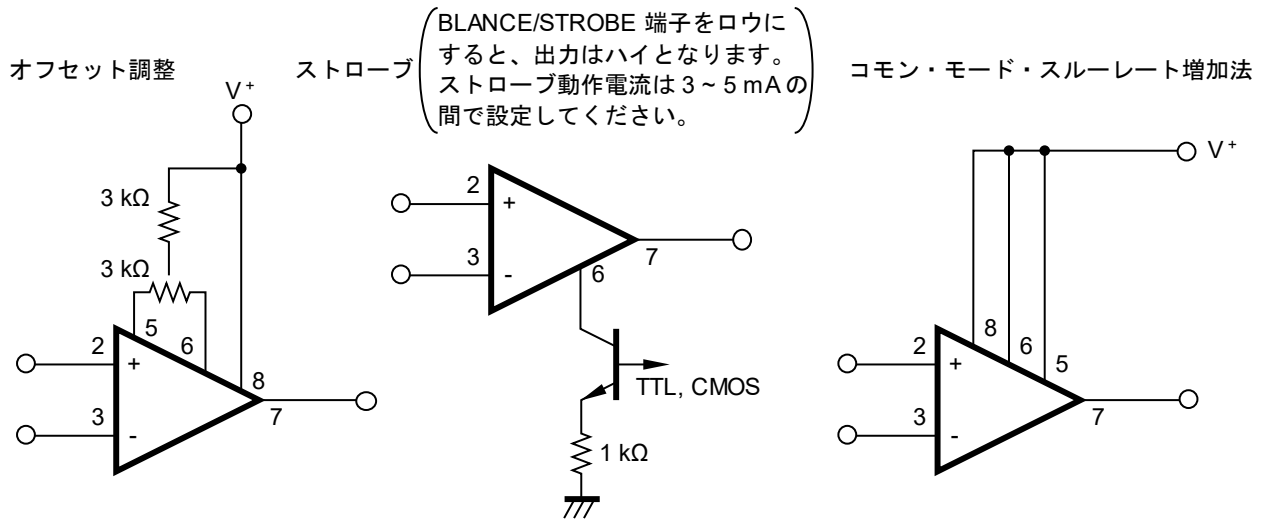 オフセット調整
V+
3 kΩ
3 kΩ
5
6
2
+
8
3
-
7
ストローブ
BLANCE/STROBE 端子をロウに
すると、出力はハイとなります。
ストローブ動作電流は 3 ~ 5 mA の
間で設定してください。
2
+
3
-
7
6
TTL, CMOS
1 kΩ
コモン・モード・スルーレート増加法
V+
8
6
5
2
+
3
-
7